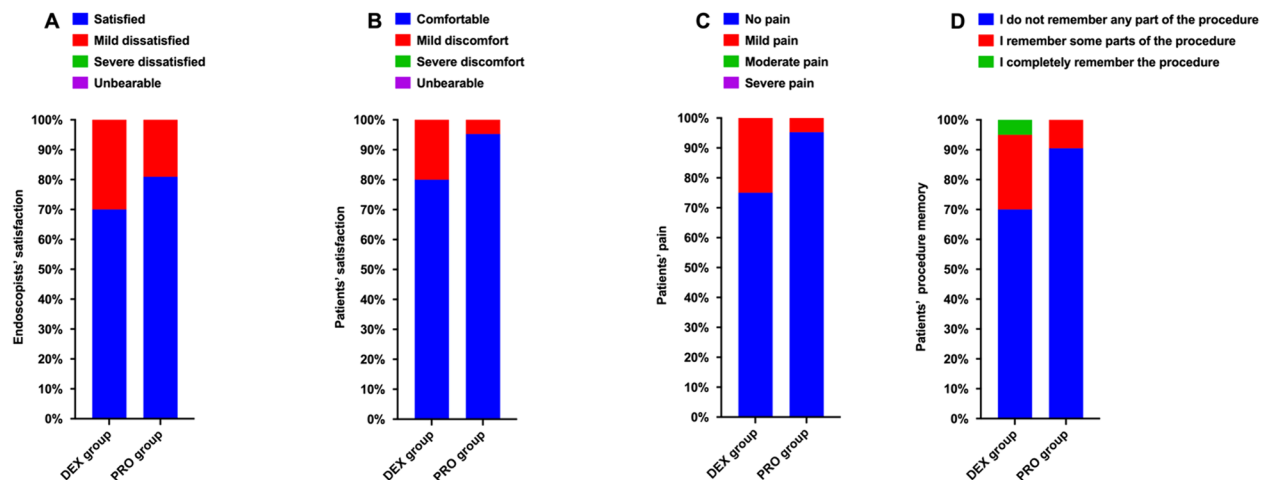 A
Satisfied
Mild dissatisfied
Severe dissatisfied
Unbearable
Endoscopists' satisfaction
100%
90%
80%
70%
60%
50%
40%
30%
20%
10%
0%
DEX group
PRO group
B
Comfortable
Mild discomfort
Severe discomfort
Unbearable
Patients' satisfaction
100%
90%
80%
70%
60%
50%
40%
30%
20%
10%
0%
DEX group
PRO group
C
No pain
Mild pain
Moderate pain
Severe pain
Patients' pain
100%
90%
80%
70%
60%
50%
40%
30%
20%
10%
0%
DEX group
PRO group
D
I do not remember any part of the procedure
I remember some parts of the procedure
I completely remember the procedure
Patients' procedure memory
100%
90%
80%
70%
60%
50%
40%
30%
20%
10%
0%
DEX group
PRO group